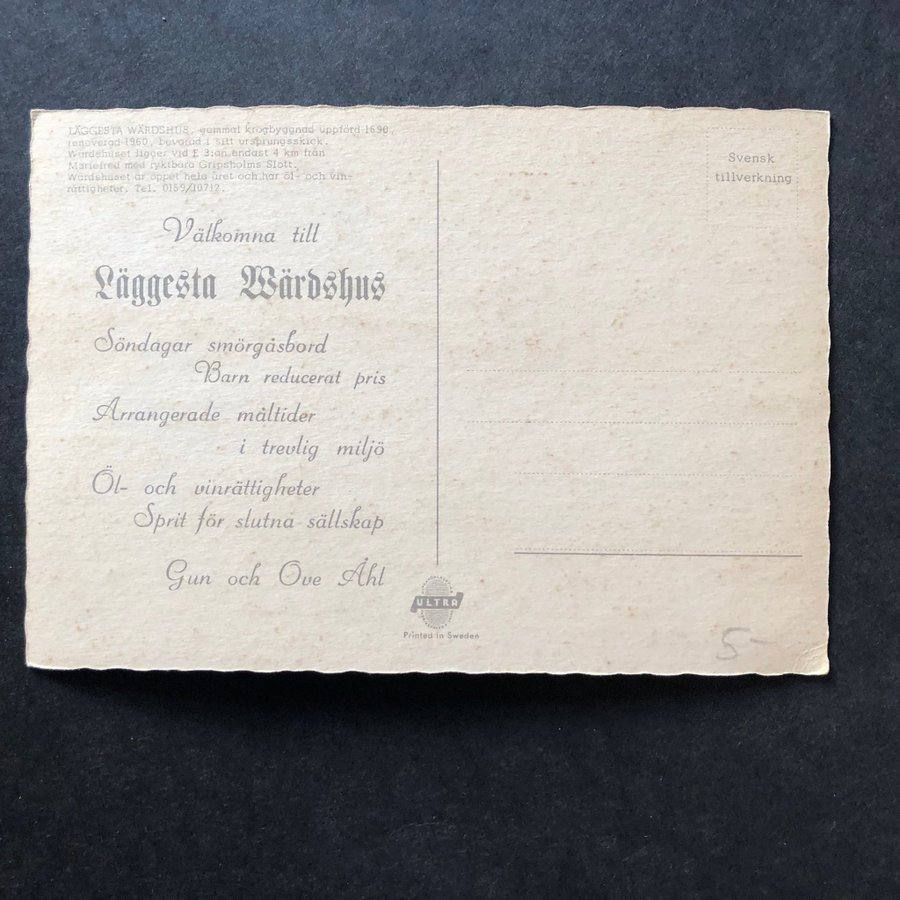 LÄGGESTA WÄRDSHUS, gammal krogbyggnad uppförd 1690,
renoverad 1960, bevarad i sitt ursprungsskick.
Wärdshuset ligger vid E 3:an endast 4 km från
Mariefred med ryktbara Gripsholms Slott.
Wärdshuset är öppet hela året och har öl- och vin-
rättigheter. Tel. 0159/10712.
Svensk
tillverkning
Välkomna till
Läggesta Wärdshus
Söndagar smörgåsbord
Barn reducerat pris
Arrangerade måltider
i trevlig miljö
Öl- och vinrättigheter
Sprit för slutna sällskap
Gun och Ove Åhl
ULTRA
Printed in Sweden
5-